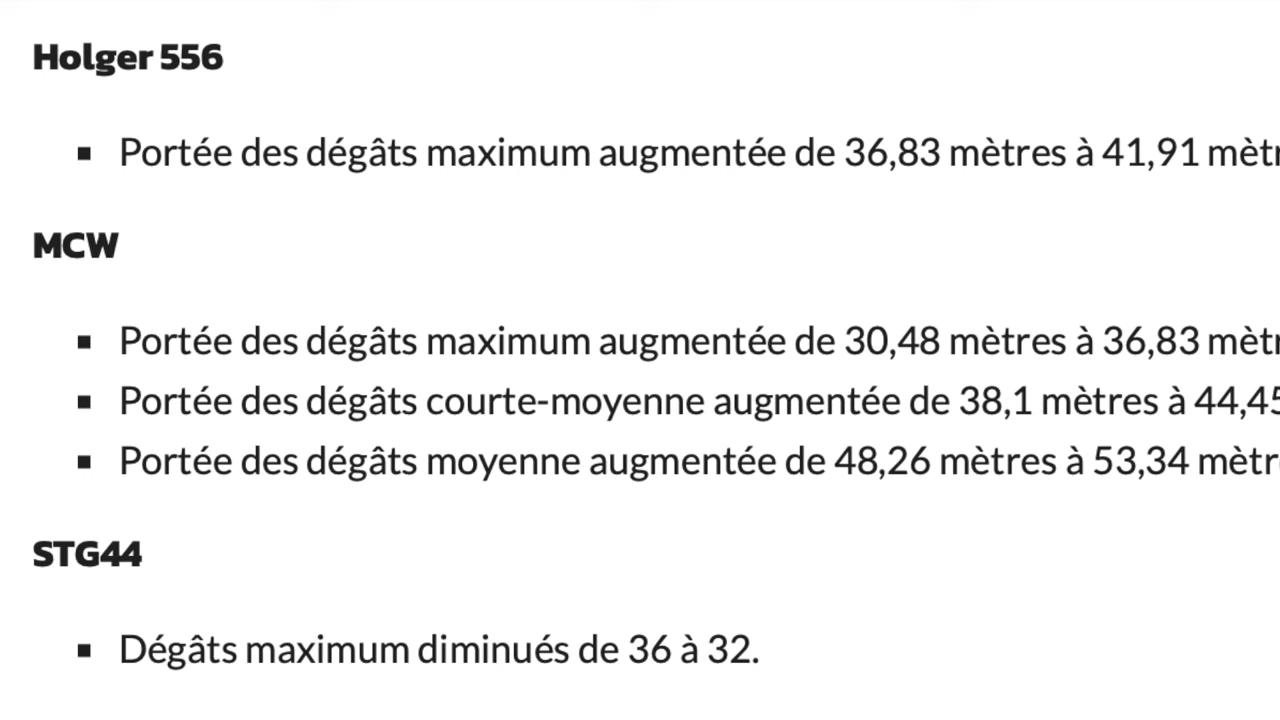 Holger 556
▪ Portée des dégâts maximum augmentée de 36,83 mètres à 41,91
MCW
▪ Portée des dégâts maximum augmentée de 30,48 mètres à 36,83
▪ Portée des dégâts courte-moyenne augmentée de 38,1 mètres à 44,45
▪ Portée des dégâts moyenne augmentée de 48,26 mètres à 53,34
STG44
▪ Dégâts maximum diminués de 36 à 32.